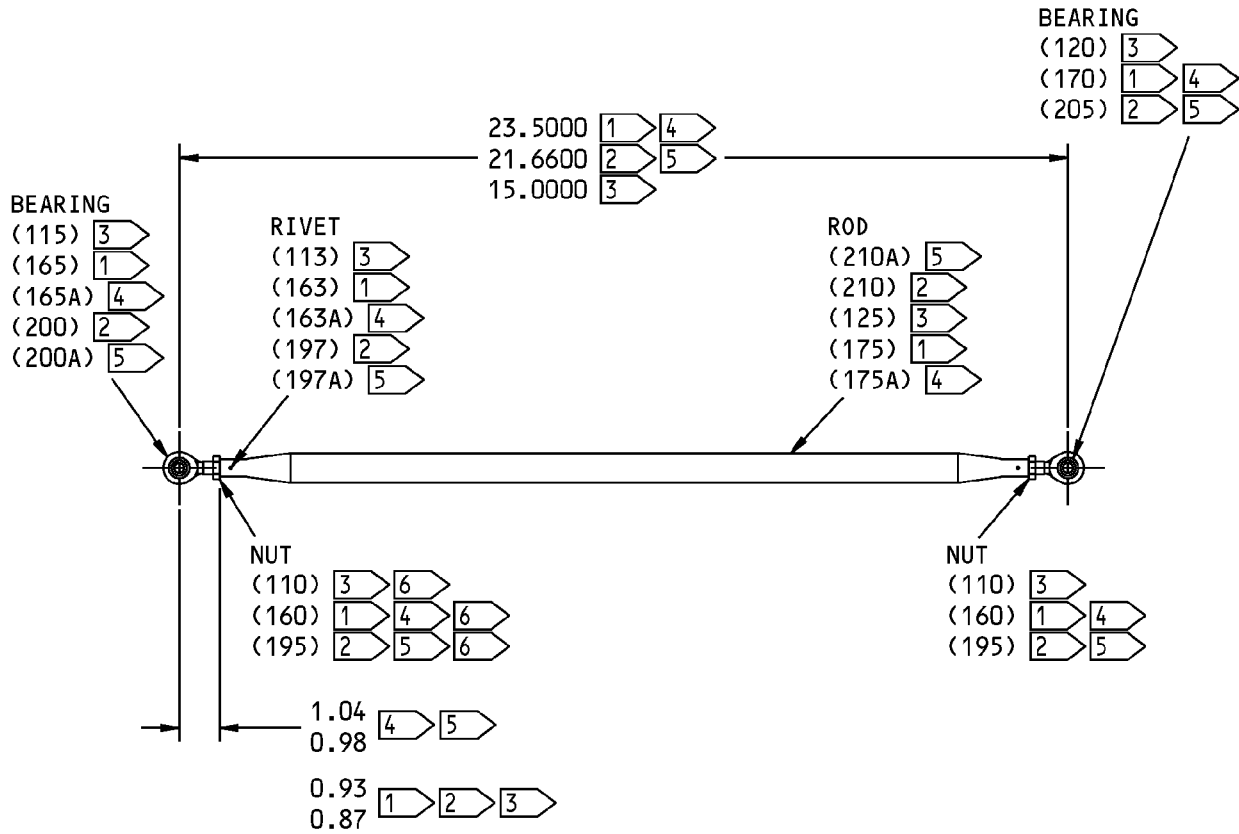 BEARING
(120) 3
(170) 1 4
(205) 2 5
23.5000 1 4
21.6600 2 5
15.0000 3
BEARING
(115) 3
(165) 1
(165A) 4
(200) 2
(200A) 5
RIVET
(113) 3
(163) 1
(163A) 4
(197) 2
(197A) 5
ROD
(210A) 5
(210) 2
(125) 3
(175) 1
(175A) 4
NUT
(110) 3 6
(160) 1 4 6
(195) 2 5 6
NUT
(110) 3
(160) 1 4
(195) 2 5
1.04
0.98 4 5
0.93
0.87 1 2 3